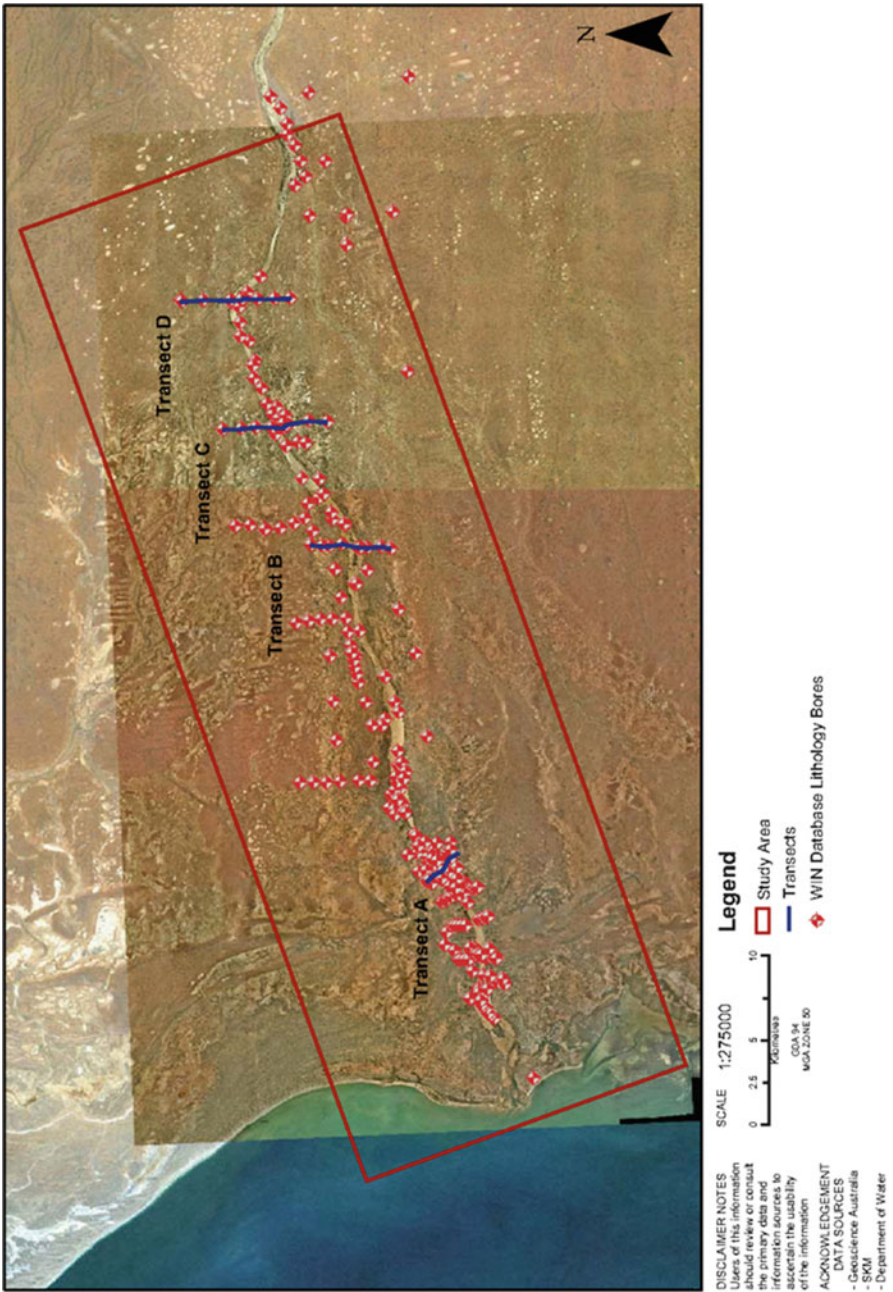 N
Transect D
Transect C
Transect B
Transect A
DISCLAIMER NOTES
Users of this information
should review or consult
the primary data and
information sources to
ascertain the usability
of the information
ACKNOWLEDGEMENT
DATA SOURCES
- Geoscience Australia
- SKM
- Department of Water
SCALE 1:275000
0 2.5 5 10
Kilometres
GDA 94
MGA ZONE 50
Legend
Study Area
Transects
WIN Database Lithology Bores